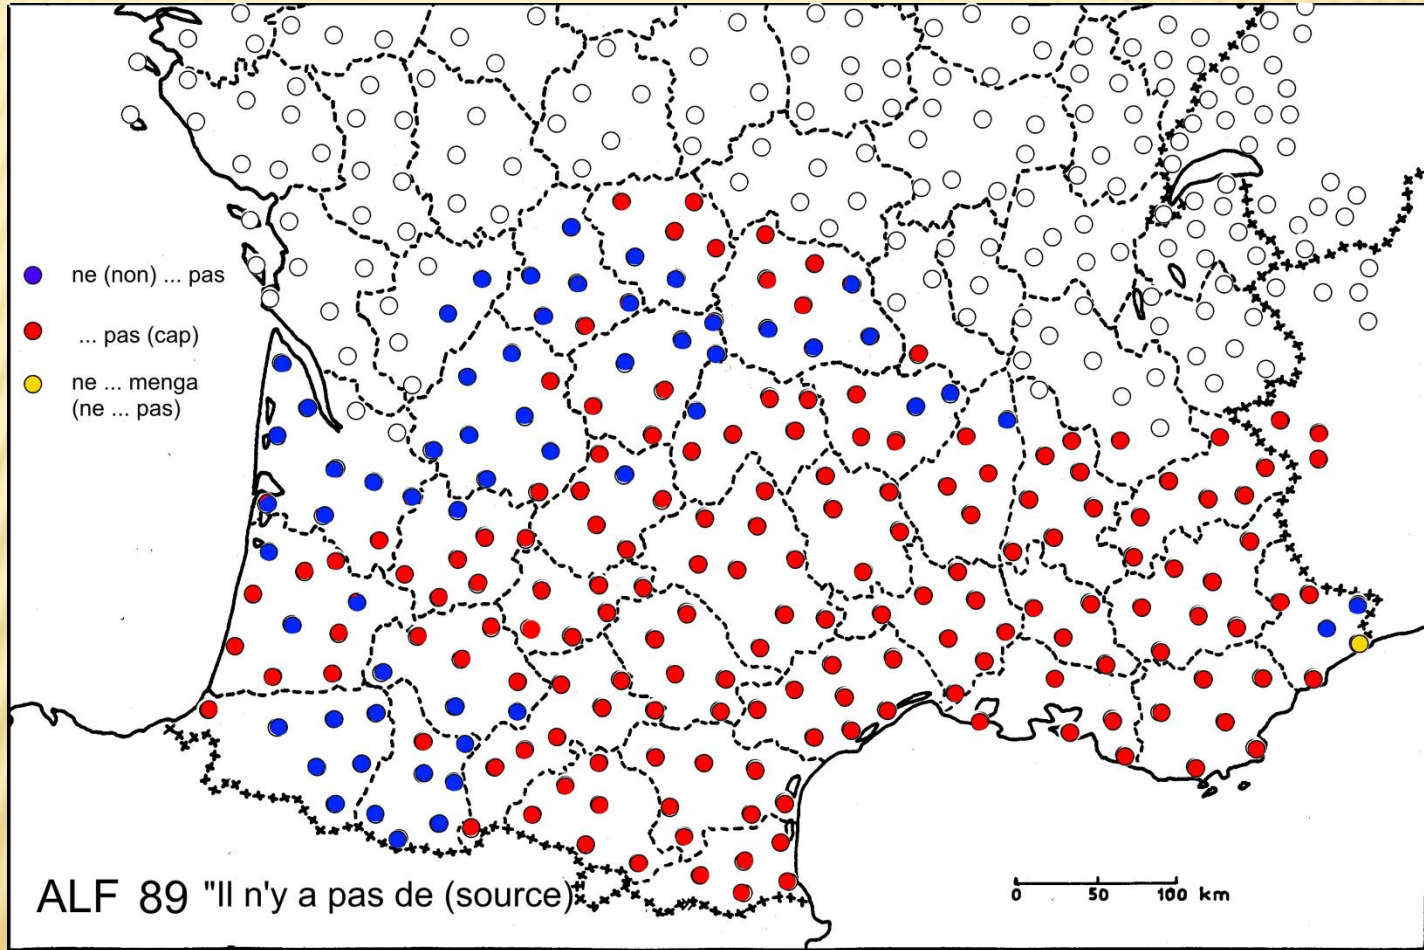 ne (non) ... pas
... pas (cap)
ne ... menga
(ne ... pas)
ALF 89 "Il n'y a pas de (source)
0 50 100 km